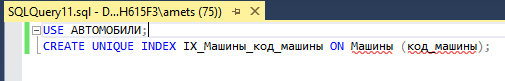 SQLQuery11.sql - D...H615F3\amets (75))*
USE АВТОМОБИЛИ;
CREATE UNIQUE INDEX IX_Машины_код_машины ON Машины (код_машины);